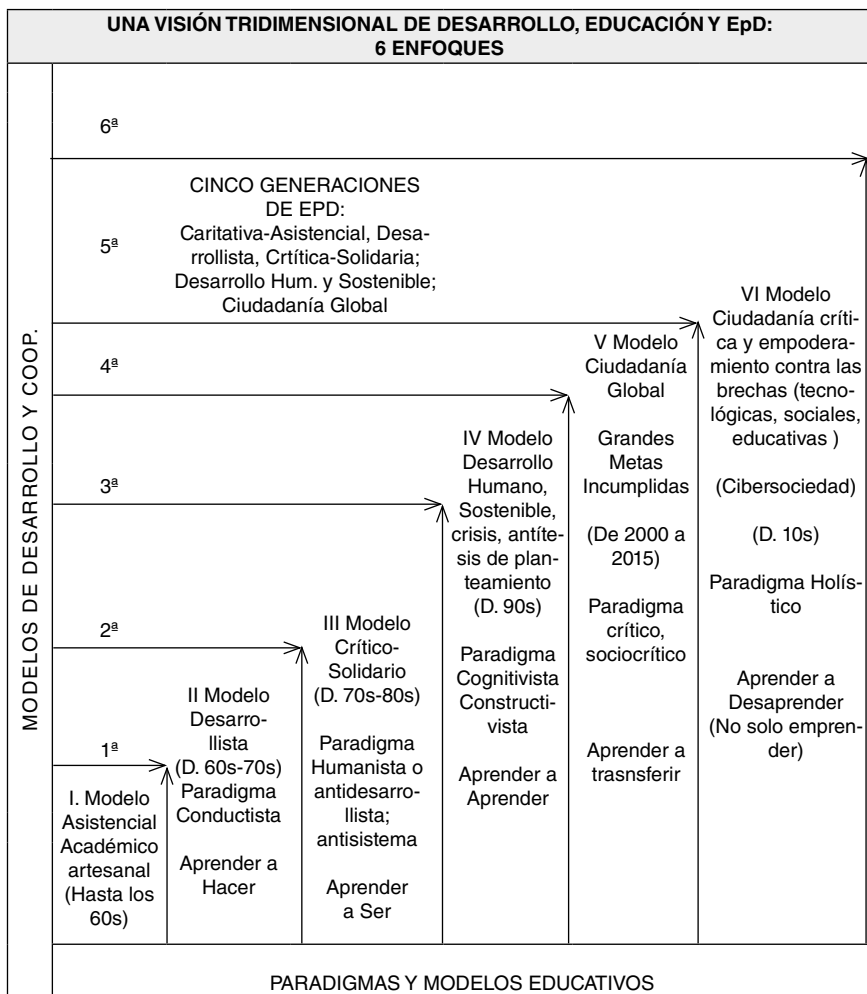 UNA VISIÓN TRIDIMENSIONAL DE DESARROLLO, EDUCACIÓN Y EpD:
6 ENFOQUES
MODELOS DE DESARROLLO Y COOP.
6ª
CINCO GENERACIONES
DE EPD:
Caritativa-Asistencial, Desa-
rrollista, Crtítica-Solidaria;
Desarrollo Hum. y Sostenible;
Ciudadanía Global
5ª
4ª
3ª
2ª
1ª
I. Modelo
Asistencial
Académico
artesanal
(Hasta los
60s)
II Modelo
Desarro-
llista
(D. 60s-70s)
Paradigma
Conductista
Aprender a
Hacer
III Modelo
Crítico-
Solidario
(D. 70s-80s)
Paradigma
Humanista o
antidesarro-
llista;
antisistema
Aprender
a Ser
IV Modelo
Desarrollo
Humano,
Sostenible,
crisis, antíte-
sis de plan-
teamiento
(D. 90s)
Paradigma
Cognitivista
Constructi-
vista
Aprender a
Aprender
V Modelo
Ciudadanía
Global
Grandes
Metas
Incumplidas
(De 2000 a
2015)
Paradigma
crítico,
sociocrítico
Aprender a
trasnsferir
VI Modelo
Ciudadanía críti-
ca y empodera-
miento contra las
brechas (tecno-
lógicas, sociales,
educativas )
(Cibersociedad)
(D. 10s)
Paradigma Holís-
tico
Aprender a
Desaprender
(No solo empren-
der)
PARADIGMAS Y MODELOS EDUCATIVOS